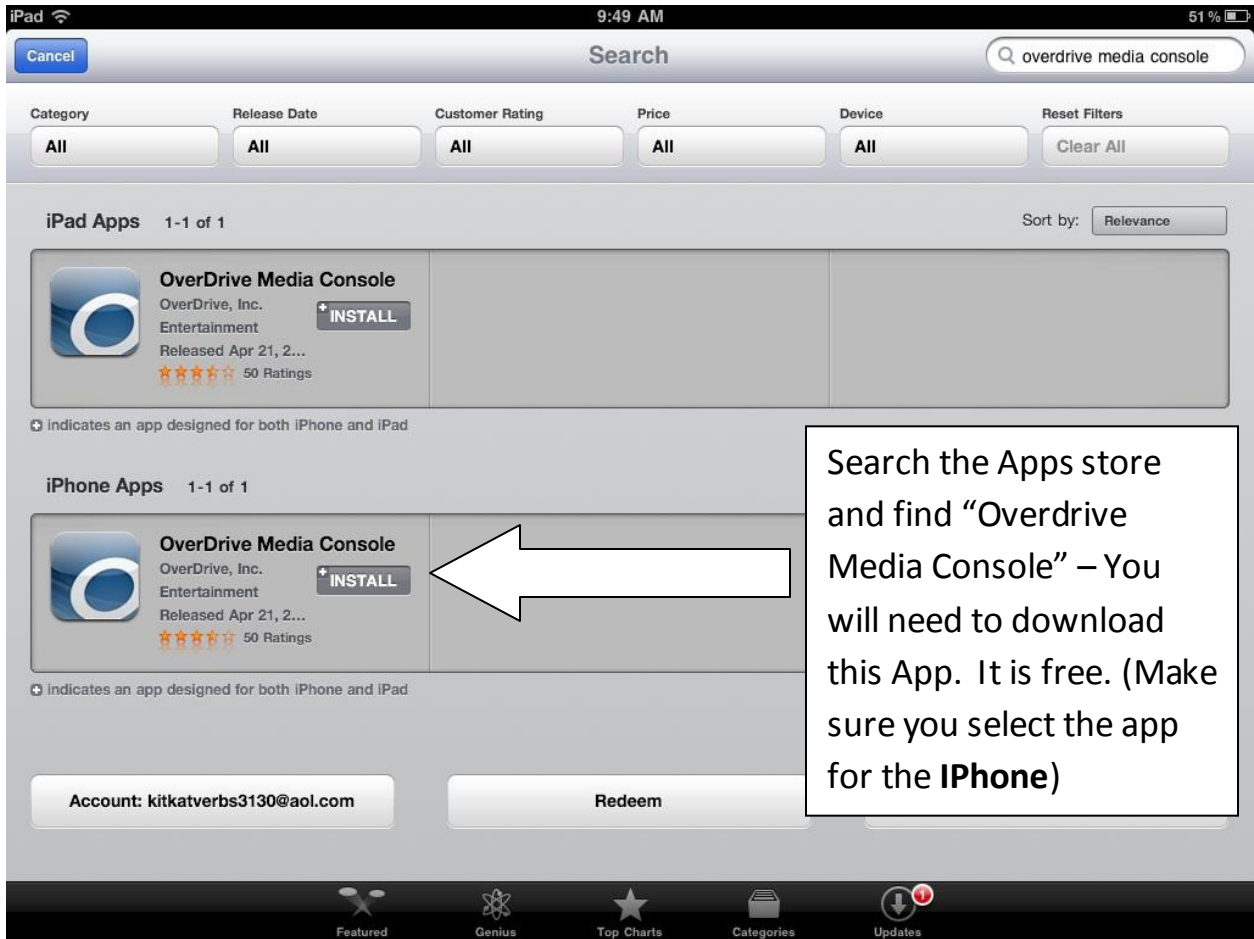 iPad 9:49 AM 51 %
Cancel Search overdrive media console
Category Release Date Customer Rating Price Device Reset Filters
All All All All All Clear All
iPad Apps 1-1 of 1 Sort by: Relevance
OverDrive Media Console
OverDrive, Inc.
INSTALL
Entertainment
Released Apr 21, 2...
50 Ratings
indicates an app designed for both iPhone and iPad
iPhone Apps 1-1 of 1
OverDrive Media Console
OverDrive, Inc.
INSTALL
Entertainment
Released Apr 21, 2...
50 Ratings
indicates an app designed for both iPhone and iPad
Search the Apps store
and find “Overdrive
Media Console” – You
will need to download
this App. It is free. (Make
sure you select the app
for the IPhone)
Account: kitkatverbs3130@aol.com Redeem
Featured Genius Top Charts Categories Updates
1